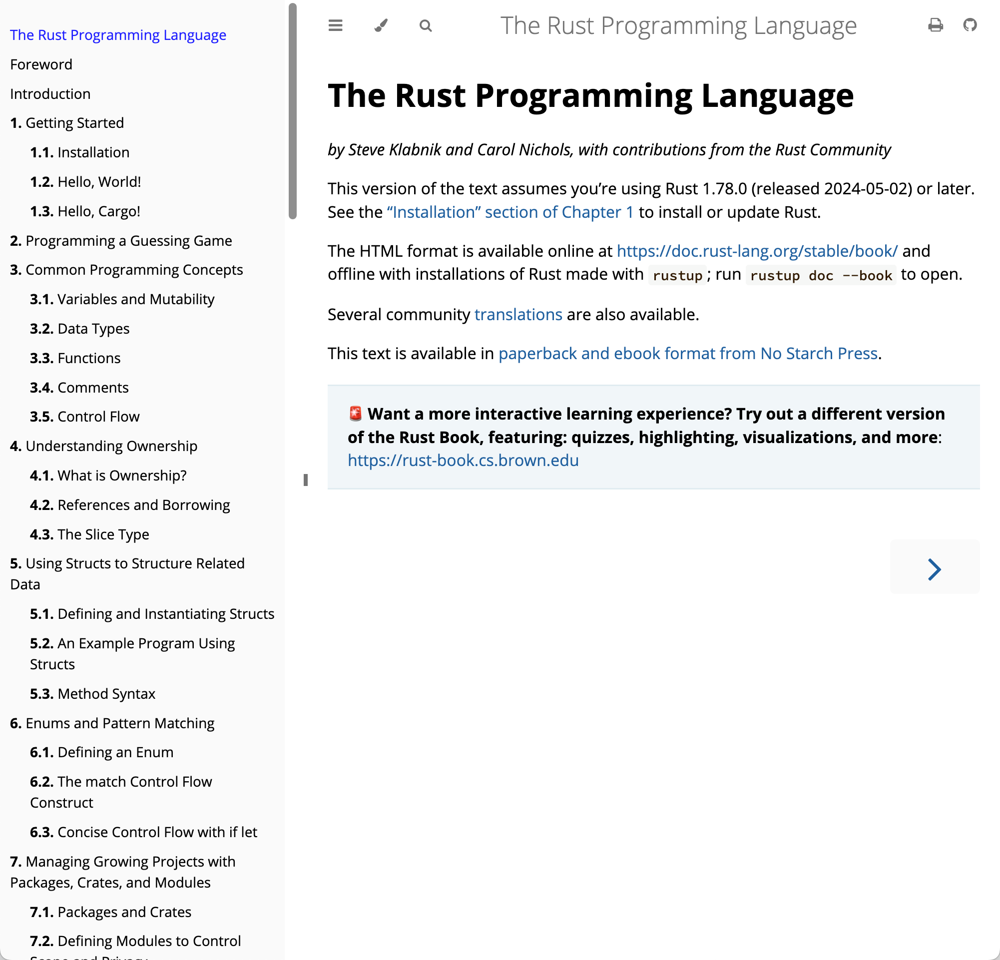 The Rust Programming Language
Foreword
Introduction
1. Getting Started
1.1. Installation
1.2. Hello, World!
1.3. Hello, Cargo!
2. Programming a Guessing Game
3. Common Programming Concepts
3.1. Variables and Mutability
3.2. Data Types
3.3. Functions
3.4. Comments
3.5. Control Flow
4. Understanding Ownership
4.1. What is Ownership?
4.2. References and Borrowing
4.3. The Slice Type
5. Using Structs to Structure Related
Data
5.1. Defining and Instantiating Structs
5.2. An Example Program Using
Structs
5.3. Method Syntax
6. Enums and Pattern Matching
6.1. Defining an Enum
6.2. The match Control Flow
Construct
6.3. Concise Control Flow with if let
7. Managing Growing Projects with
Packages, Crates, and Modules
7.1. Packages and Crates
7.2. Defining Modules to Control
Scope and Privacy
The Rust Programming Language
The Rust Programming Language
by Steve Klabnik and Carol Nichols, with contributions from the Rust Community
This version of the text assumes you’re using Rust 1.78.0 (released 2024-05-02) or later.
See the “Installation” section of Chapter 1 to install or update Rust.
The HTML format is available online at https://doc.rust-lang.org/stable/book/ and
offline with installations of Rust made with rustup; run rustup doc --book to open.
Several community translations are also available.
This text is available in paperback and ebook format from No Starch Press.
🚨 Want a more interactive learning experience? Try out a different version
of the Rust Book, featuring: quizzes, highlighting, visualizations, and more:
https://rust-book.cs.brown.edu